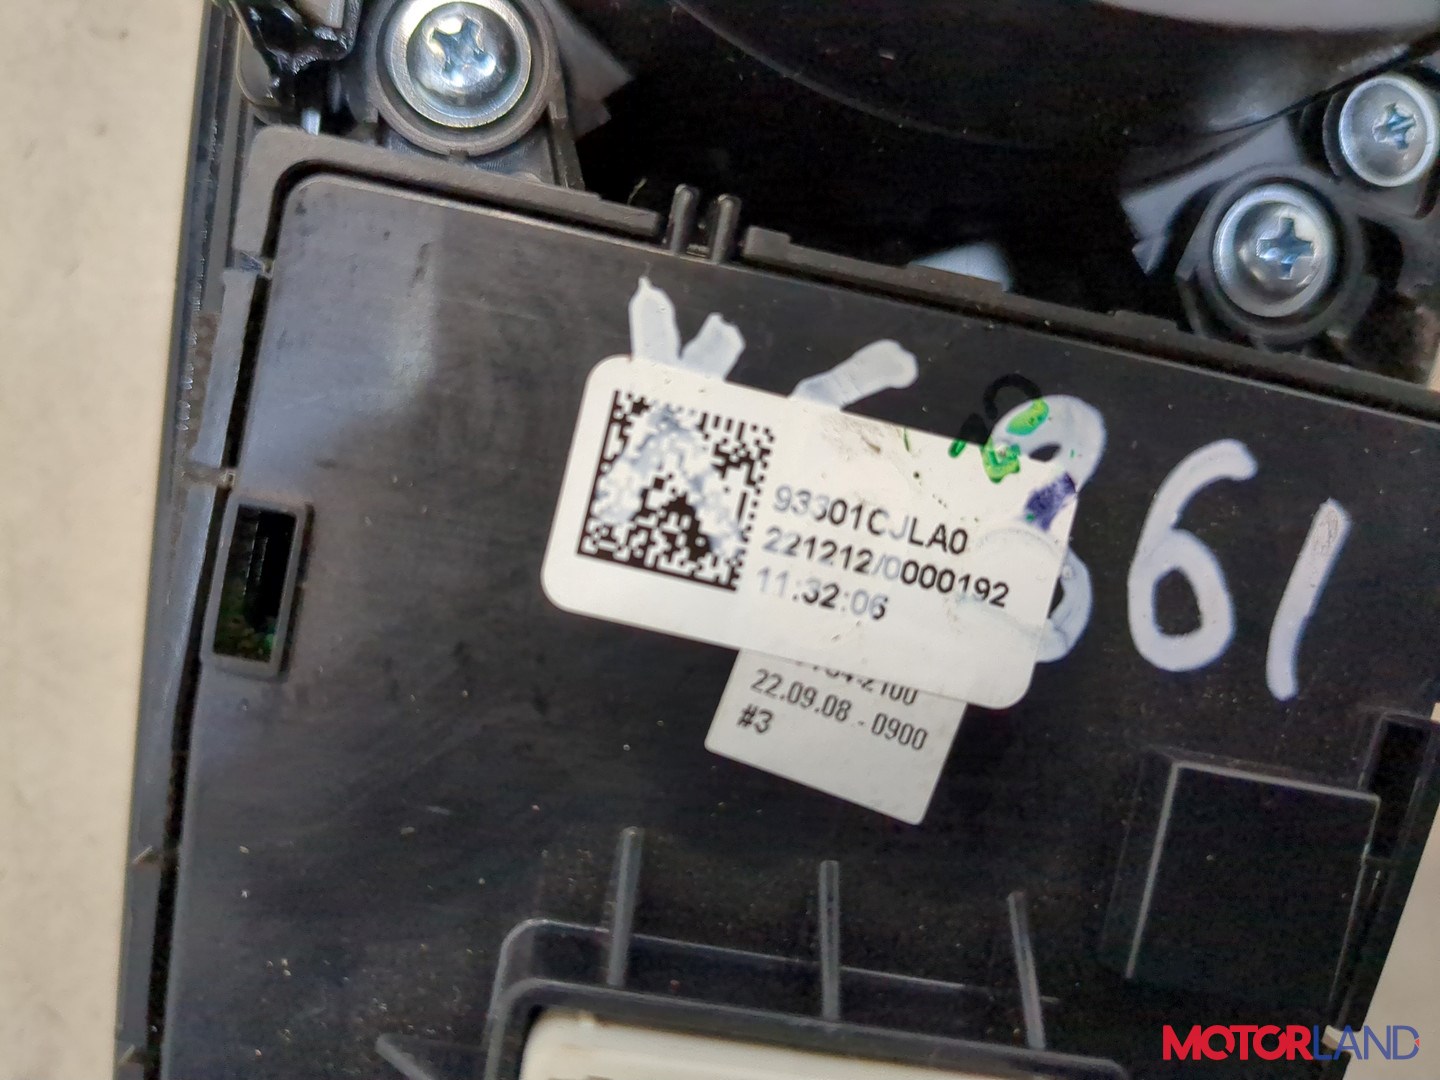 93301CJLA0
221212/0000192
11:32:06
22.09.08 - 0900
#3
861
MOTORLAND